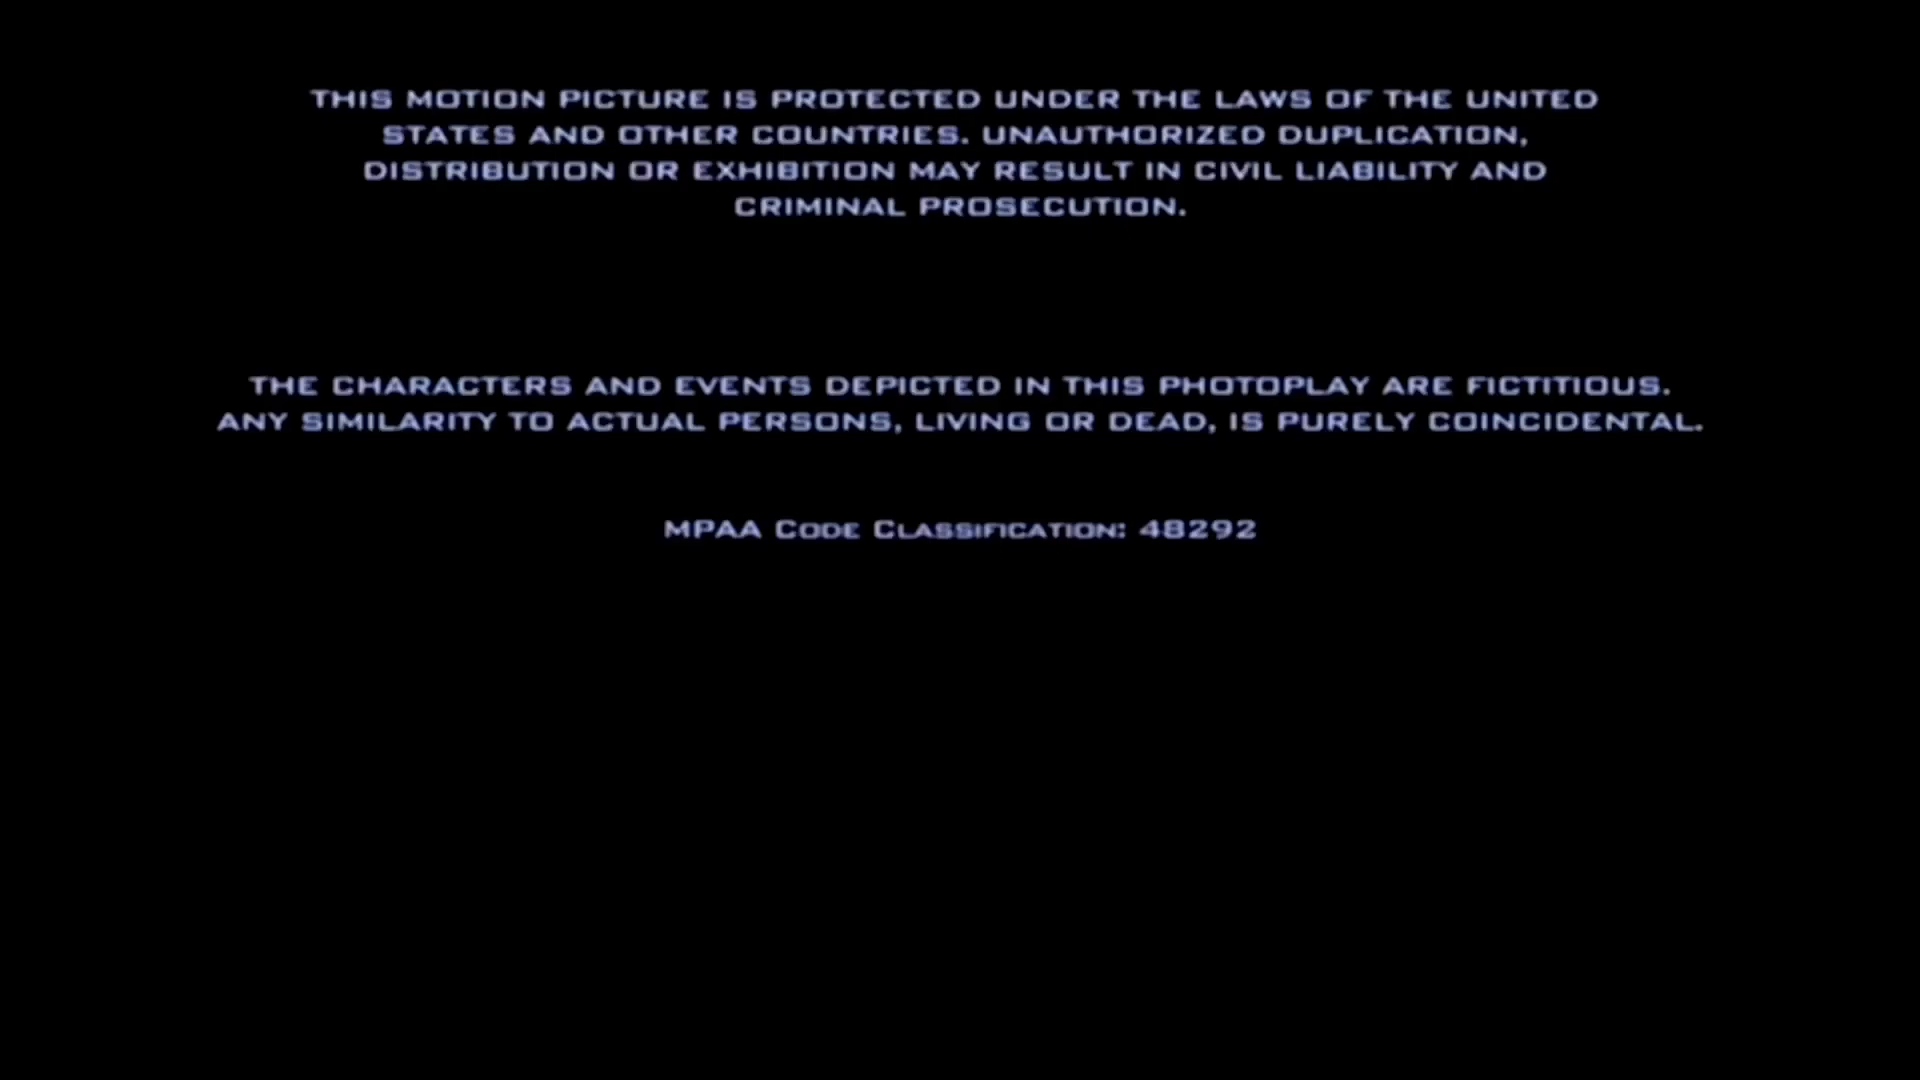 THIS MOTION PICTURE IS PROTECTED UNDER THE LAWS OF THE UNITED
STATES AND OTHER COUNTRIES. UNAUTHORIZED DUPLICATION,
DISTRIBUTION OR EXHIBITION MAY RESULT IN CIVIL LIABILITY AND
CRIMINAL PROSECUTION.
THE CHARACTERS AND EVENTS DEPICTED IN THIS PHOTOPLAY ARE FICTITIOUS.
ANY SIMILARITY TO ACTUAL PERSONS, LIVING OR DEAD, IS PURELY COINCIDENTAL.
MPAA Code Classification: 48292